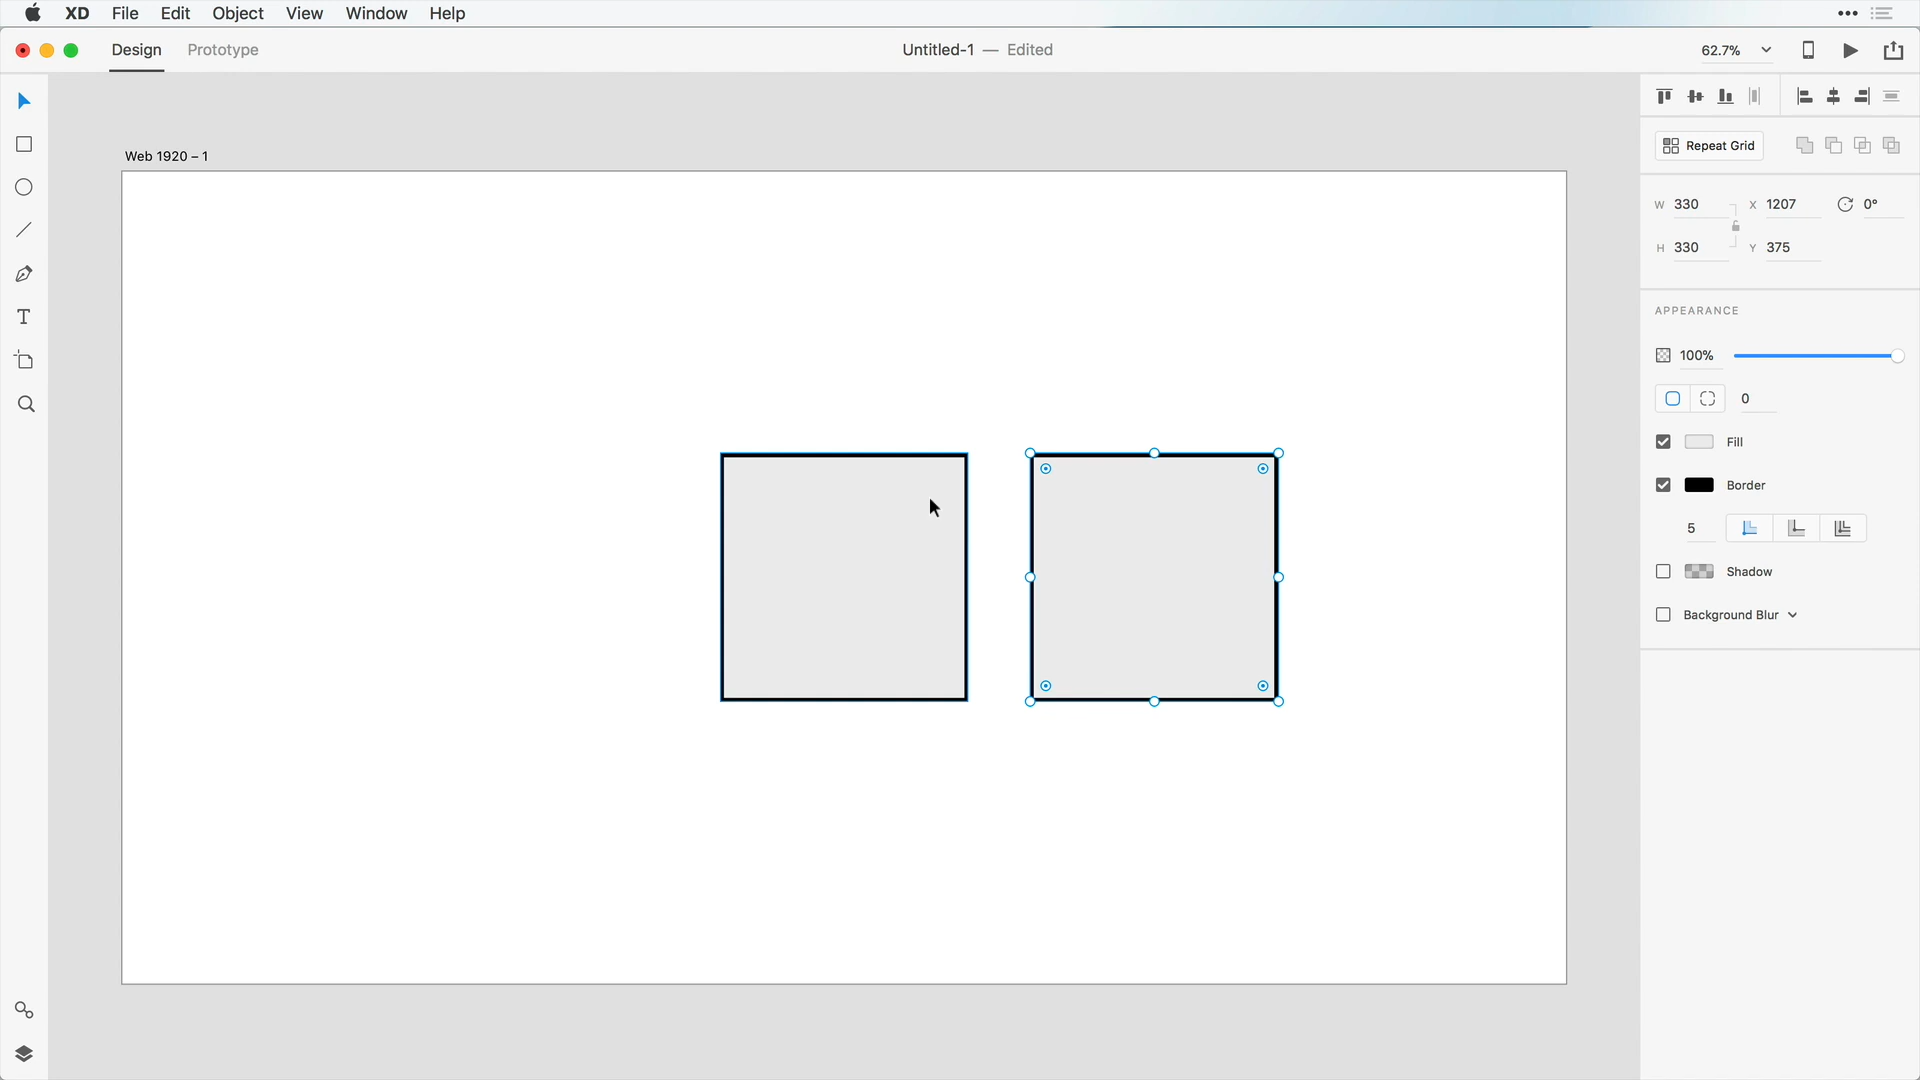 XD File Edit Object View Window Help
Design Prototype
Untitled-1 — Edited
62.7%
Web 1920 – 1
Repeat Grid
W 330 X 1207 0°
H 330 Y 375
APPEARANCE
100%
0
Fill
Border
5
Shadow
Background Blur